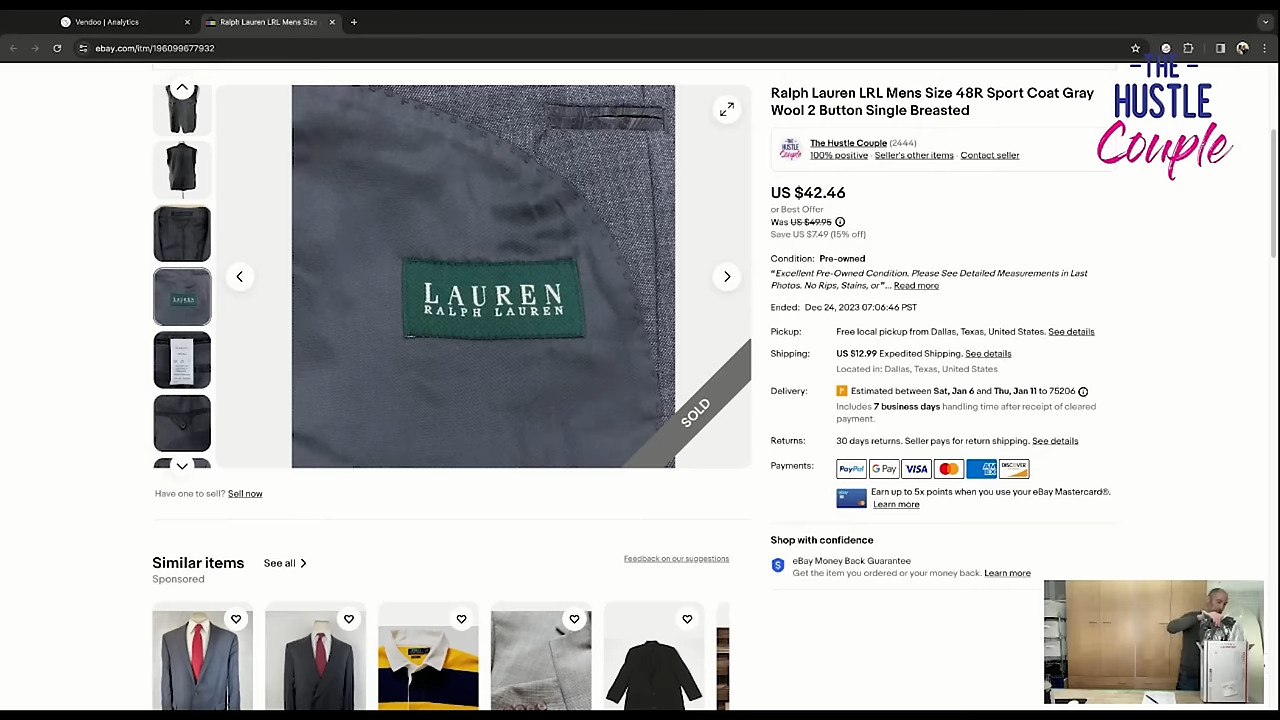 Vendoo | Analytics
Ralph Lauren LRL Mens Size
ebay.com/itm/196099677932
THE
HUSTLE
Couple
Ralph Lauren LRL Mens Size 48R Sport Coat Gray
Wool 2 Button Single Breasted
The Hustle Couple (2444)
100% positive · Seller's other items · Contact seller
US $42.46
or Best Offer
Was US $49.95
Save US $7.49 (15% off)
Condition: Pre-owned
“Excellent Pre-Owned Condition. Please See Detailed Measurements in Last
Photos. No Rips, Stains, or”... Read more
Ended: Dec 24, 2023 07:06:46 PST
Pickup: Free local pickup from Dallas, Texas, United States. See details
Shipping: US $12.99 Expedited Shipping. See details
Located in: Dallas, Texas, United States
Delivery: Estimated between Sat, Jan 6 and Thu, Jan 11 to 75206
Includes 7 business days handling time after receipt of cleared
payment.
Returns: 30 days returns. Seller pays for return shipping. See details
Payments: PayPal G Pay VISA AM EX DISCOVER
Earn up to 5x points when you use your eBay Mastercard®.
Learn more
Shop with confidence
eBay Money Back Guarantee
Get the item you ordered or your money back. Learn more
LAUREN
RALPH LAUREN
SOLD
Have one to sell? Sell now
Similar items See all
Feedback on our suggestions
Sponsored